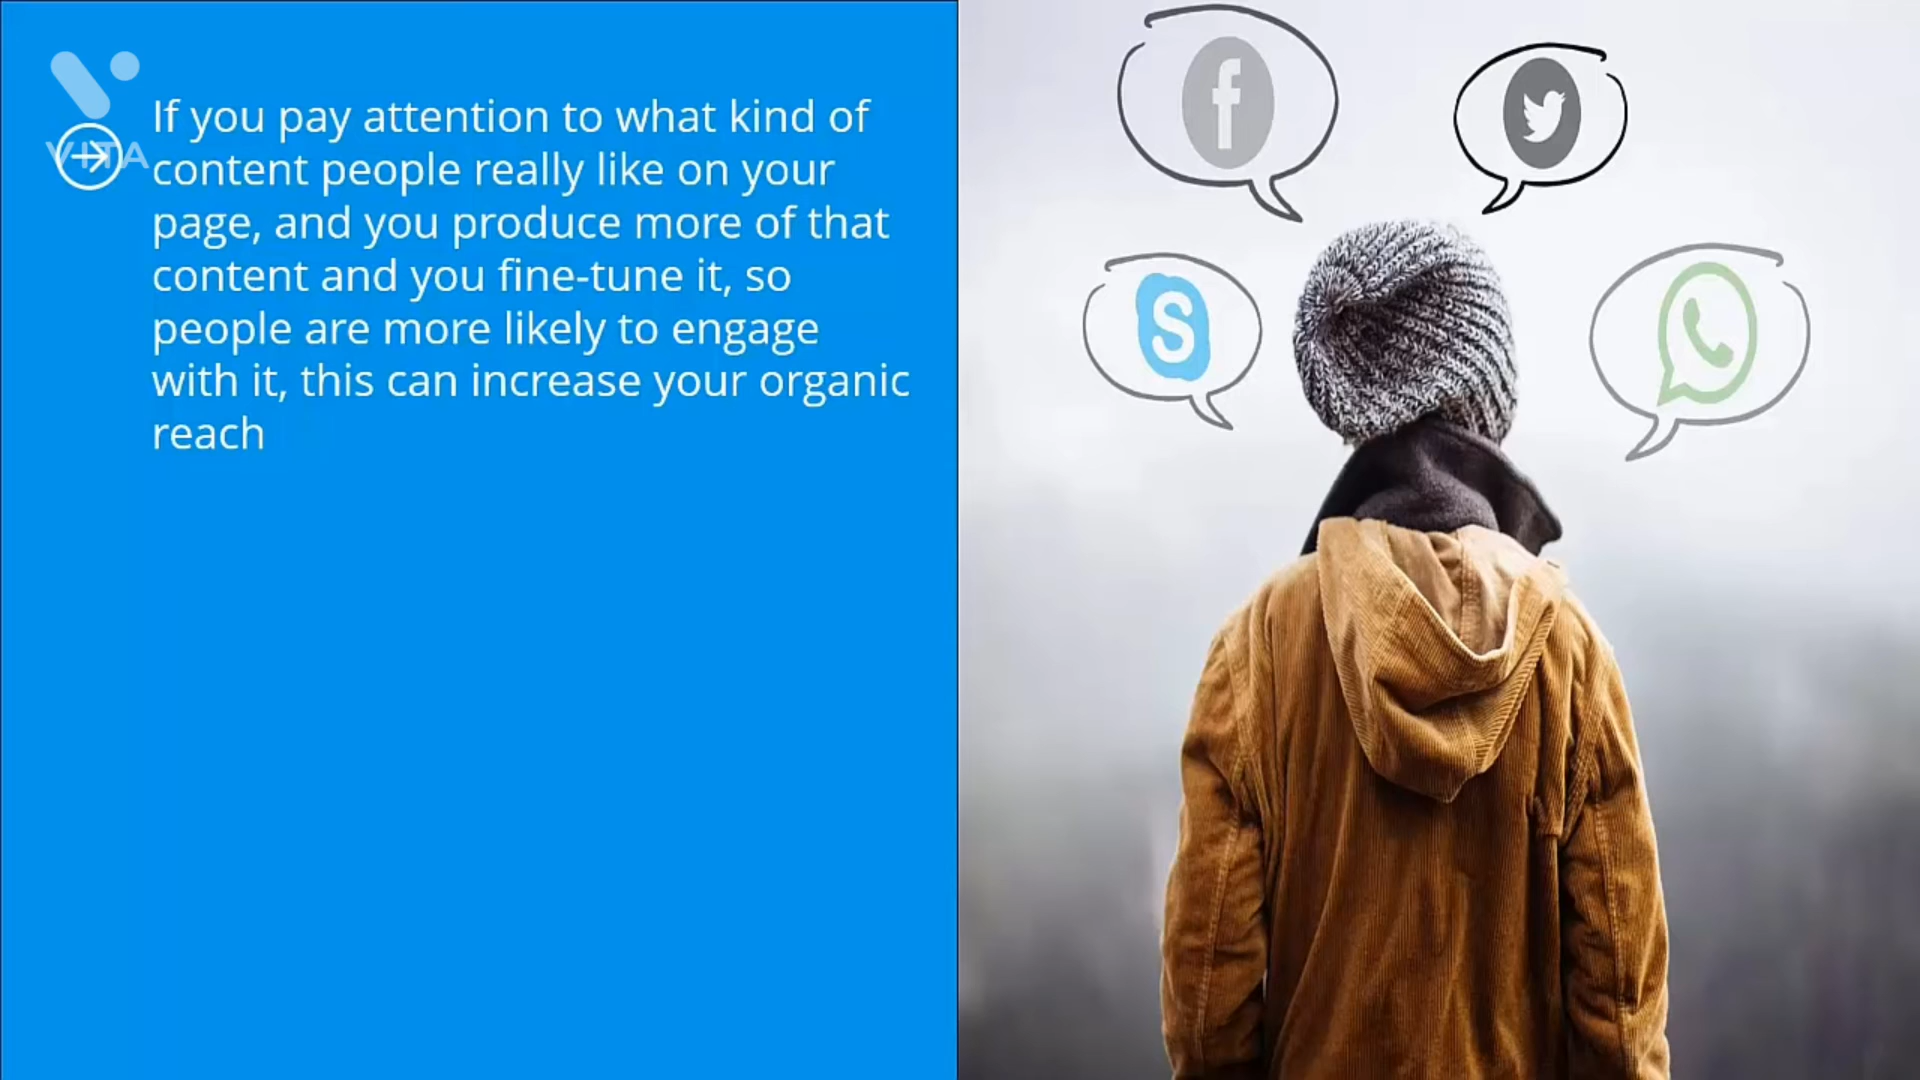 VITA
If you pay attention to what kind of
content people really like on your
page, and you produce more of that
content and you fine-tune it, so
people are more likely to engage
with it, this can increase your organic
reach